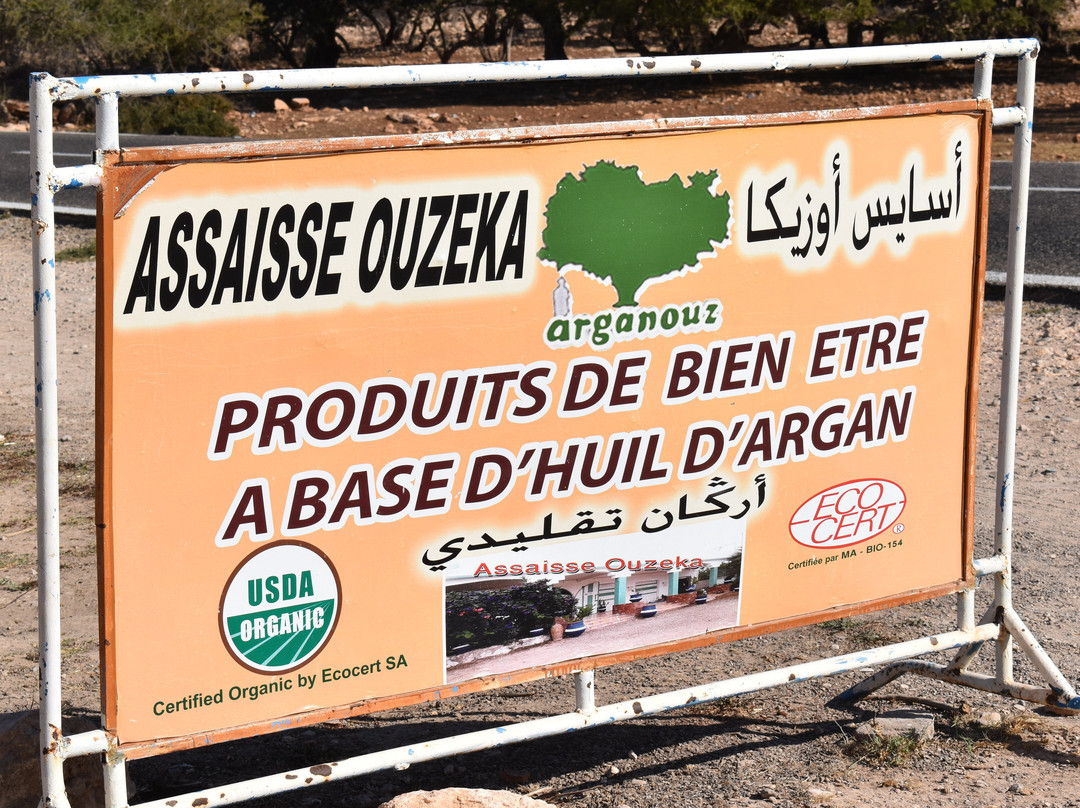 ASSAISSE OUZEKA
أسايس أوزيكا
arganouz
PRODUITS DE BIEN ETRE
A BASE D'HUIL D'ARGAN
أرڭان تقليدي
Assaisse Ouzeka
USDA
ORGANIC
Certified Organic by Ecocert SA
ECO
CERT
®
Certifiée par MA - BIO-154